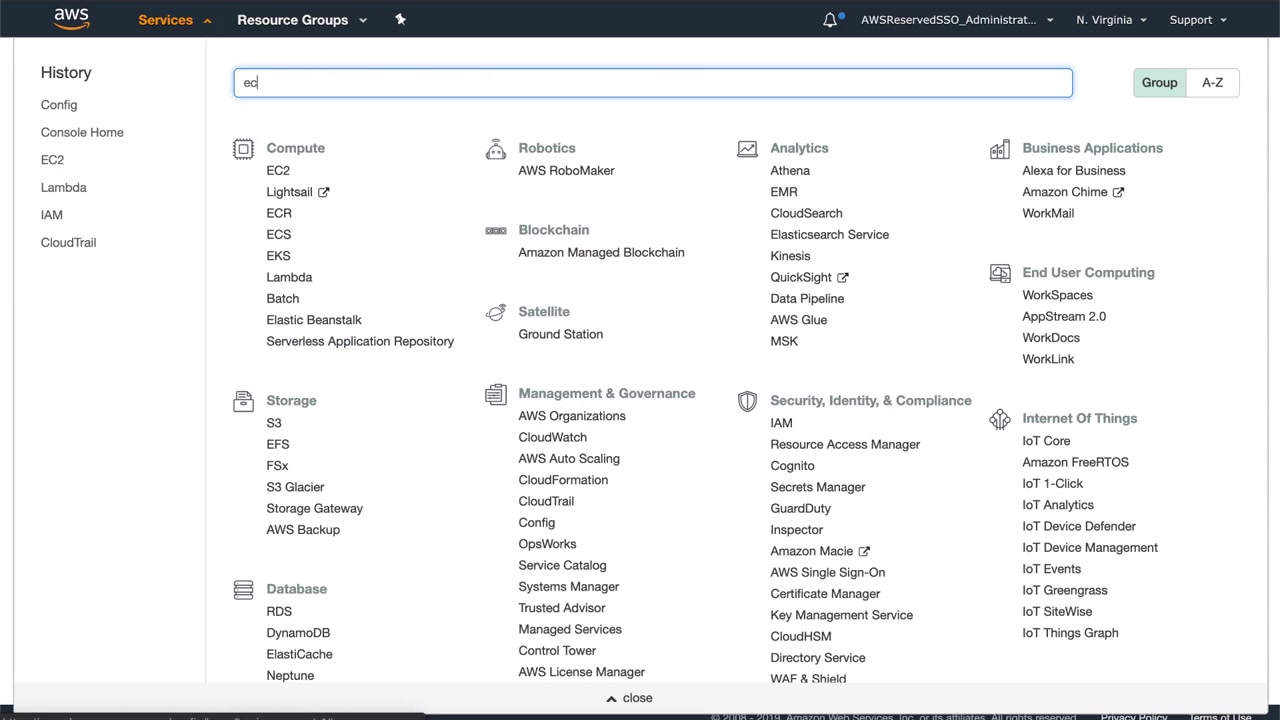 aws
Services
Resource Groups
AWSReservedSSO_Administrat...
N. Virginia
Support
History
Config
Console Home
EC2
Lambda
IAM
CloudTrail
ec
Group
A-Z
Compute
EC2
Lightsail
ECR
ECS
EKS
Lambda
Batch
Elastic Beanstalk
Serverless Application Repository
Storage
S3
EFS
FSx
S3 Glacier
Storage Gateway
AWS Backup
Database
RDS
DynamoDB
ElastiCache
Neptune
Robotics
AWS RoboMaker
Blockchain
Amazon Managed Blockchain
Satellite
Ground Station
Management & Governance
AWS Organizations
CloudWatch
AWS Auto Scaling
CloudFormation
CloudTrail
Config
OpsWorks
Service Catalog
Systems Manager
Trusted Advisor
Managed Services
Control Tower
AWS License Manager
Analytics
Athena
EMR
CloudSearch
Elasticsearch Service
Kinesis
QuickSight
Data Pipeline
AWS Glue
MSK
Security, Identity, & Compliance
IAM
Resource Access Manager
Cognito
Secrets Manager
GuardDuty
Inspector
Amazon Macie
AWS Single Sign-On
Certificate Manager
Key Management Service
CloudHSM
Directory Service
WAF & Shield
Business Applications
Alexa for Business
Amazon Chime
WorkMail
End User Computing
WorkSpaces
AppStream 2.0
WorkDocs
WorkLink
Internet Of Things
IoT Core
Amazon FreeRTOS
IoT 1-Click
IoT Analytics
IoT Device Defender
IoT Device Management
IoT Events
IoT Greengrass
IoT SiteWise
IoT Things Graph
close
© 2008 - 2019, Amazon Web Services, Inc. or its affiliates. All rights reserved.
Privacy Policy
Terms of Use